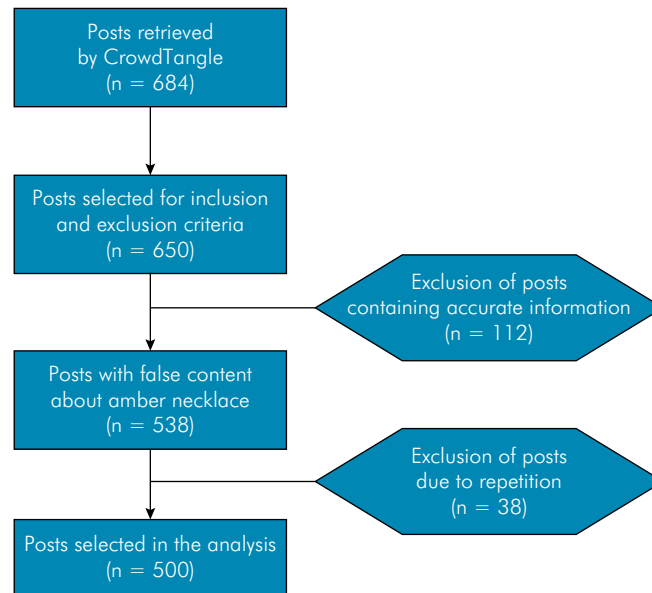 Posts retrieved
by CrowdTangle
(n = 684)
Posts selected for inclusion
and exclusion criteria
(n = 650)
Exclusion of posts
containing accurate information
(n = 112)
Posts with false content
about amber necklace
(n = 538)
Exclusion of posts
due to repetition
(n = 38)
Posts selected in the analysis
(n = 500)